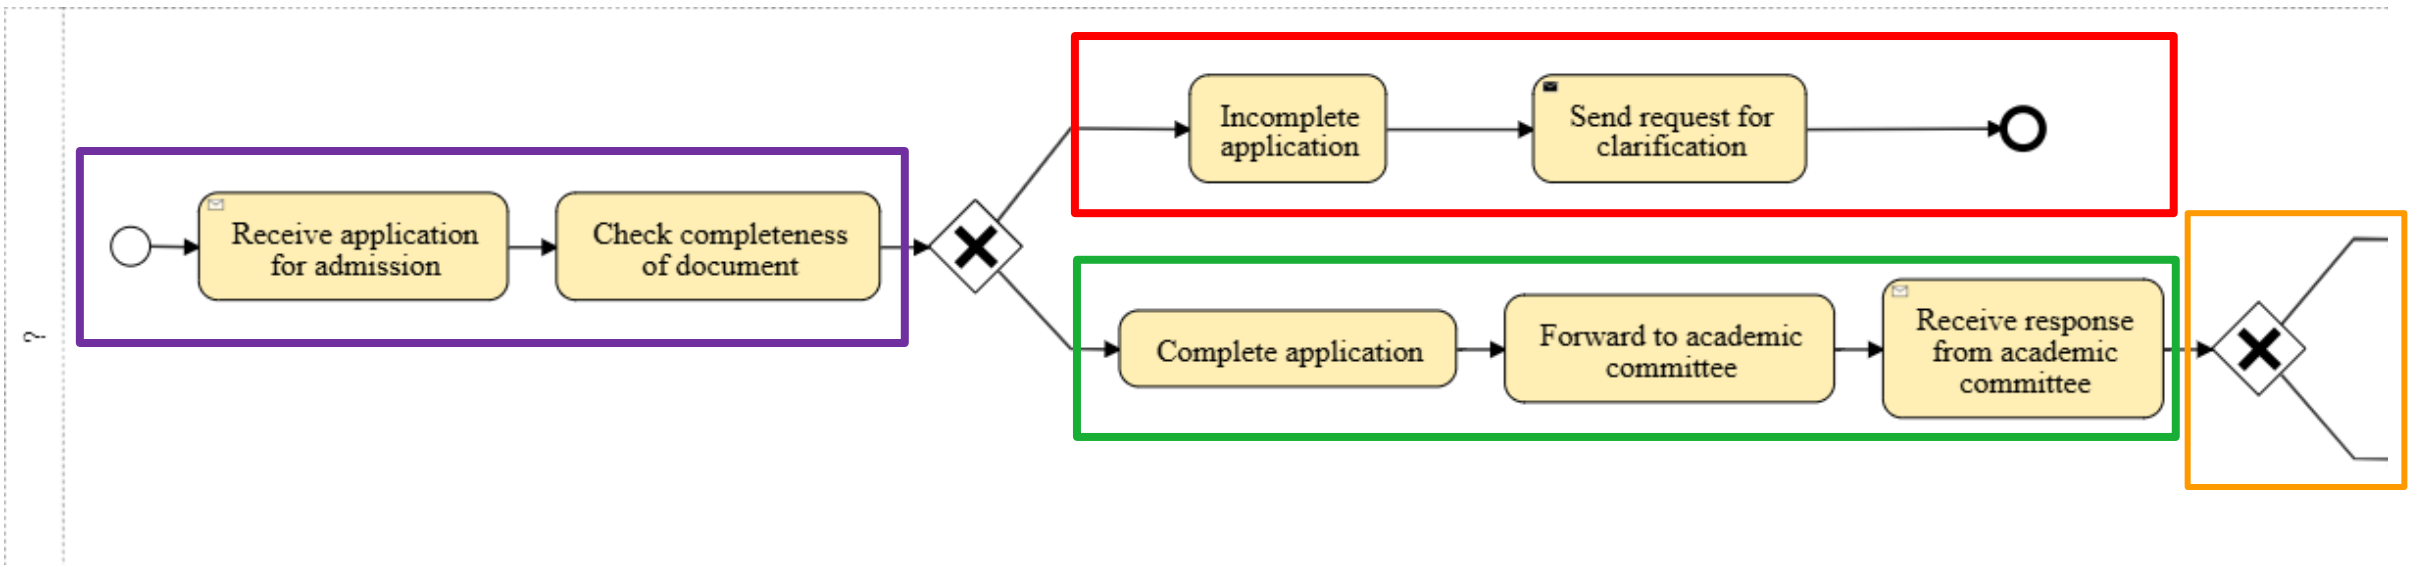 ?
Receive application
for admission
Check completeness
of document
Incomplete
application
Send request for
clarification
Complete application
Forward to academic
committee
Receive response
from academic
committee